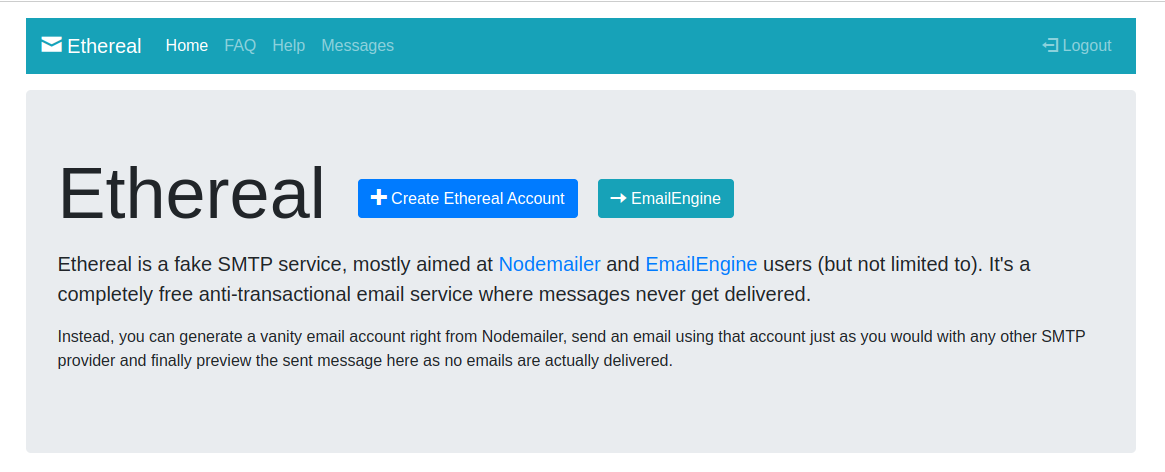 Ethereal Home FAQ Help Messages Logout
Ethereal Create Ethereal Account EmailEngine
Ethereal is a fake SMTP service, mostly aimed at Nodemailer and EmailEngine users (but not limited to). It's a
completely free anti-transactional email service where messages never get delivered.
Instead, you can generate a vanity email account right from Nodemailer, send an email using that account just as you would with any other SMTP
provider and finally preview the sent message here as no emails are actually delivered.